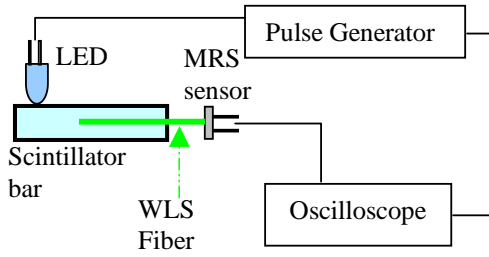 Pulse Generator
LED
MRS
sensor
Scintillator
bar
WLS
Fiber
Oscilloscope